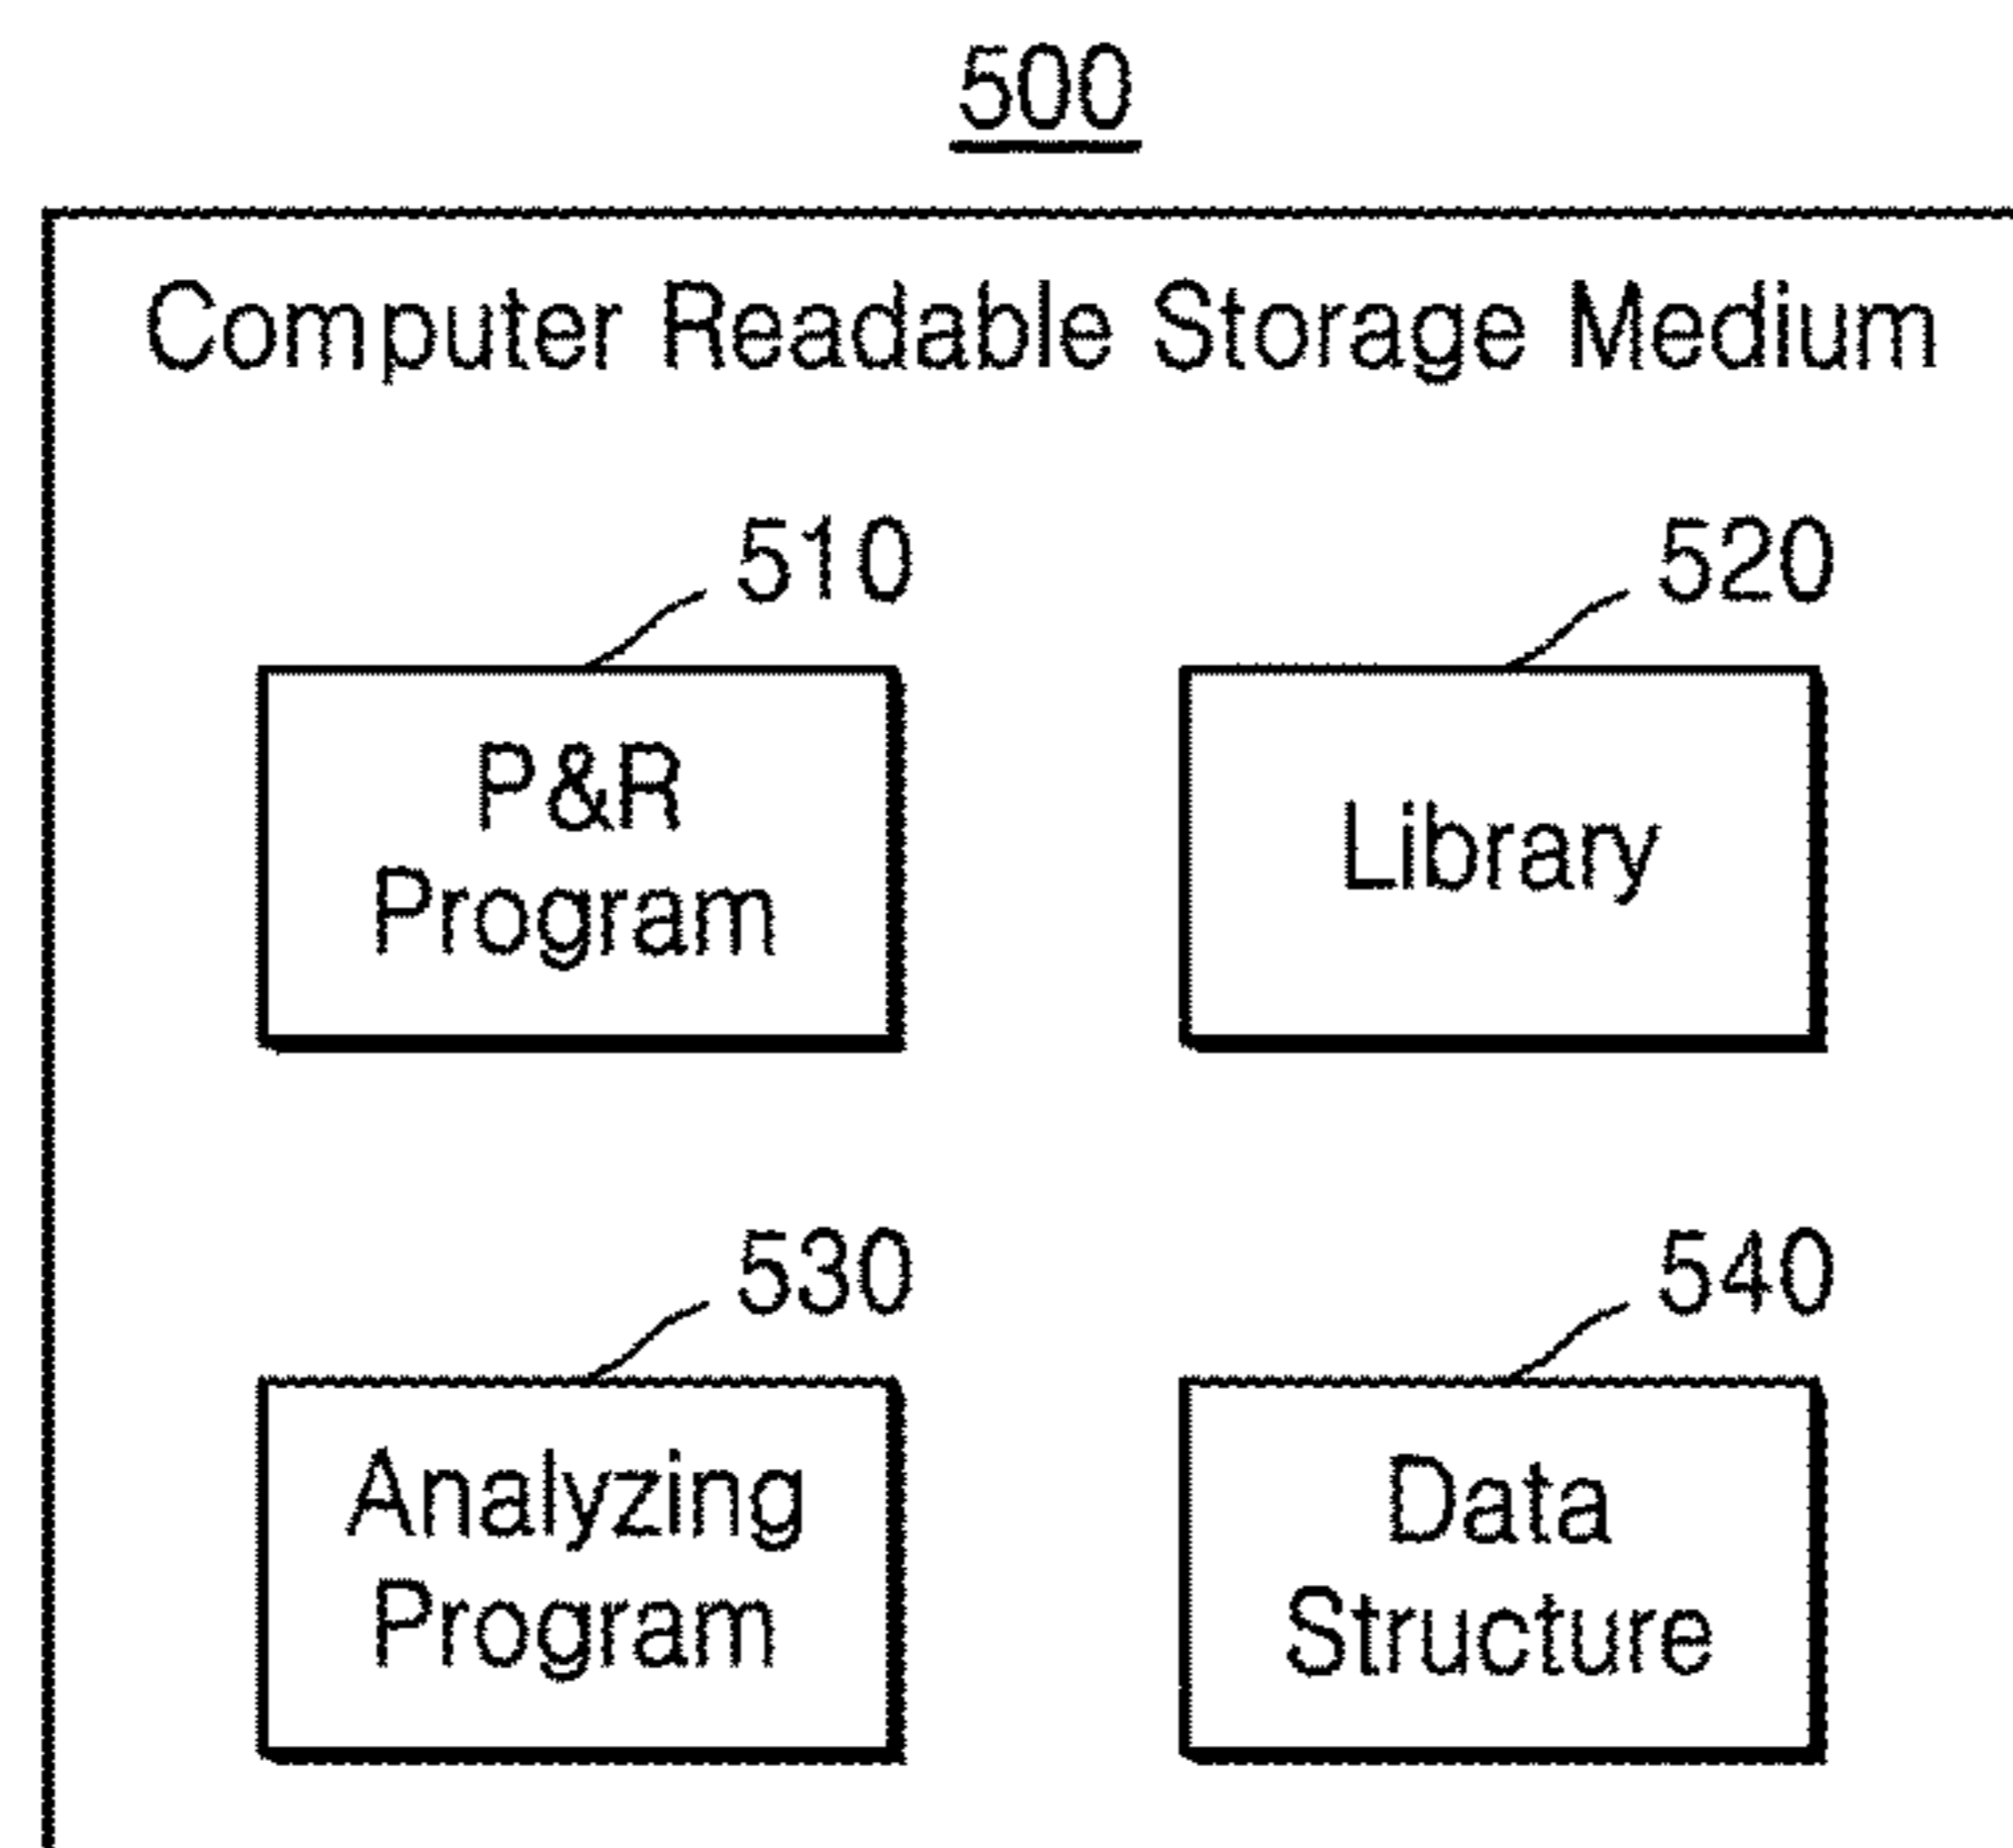 500
Computer Readable Storage Medium
510
520
P&R
Program
Library
530
540
Analyzing
Program
Data
Structure